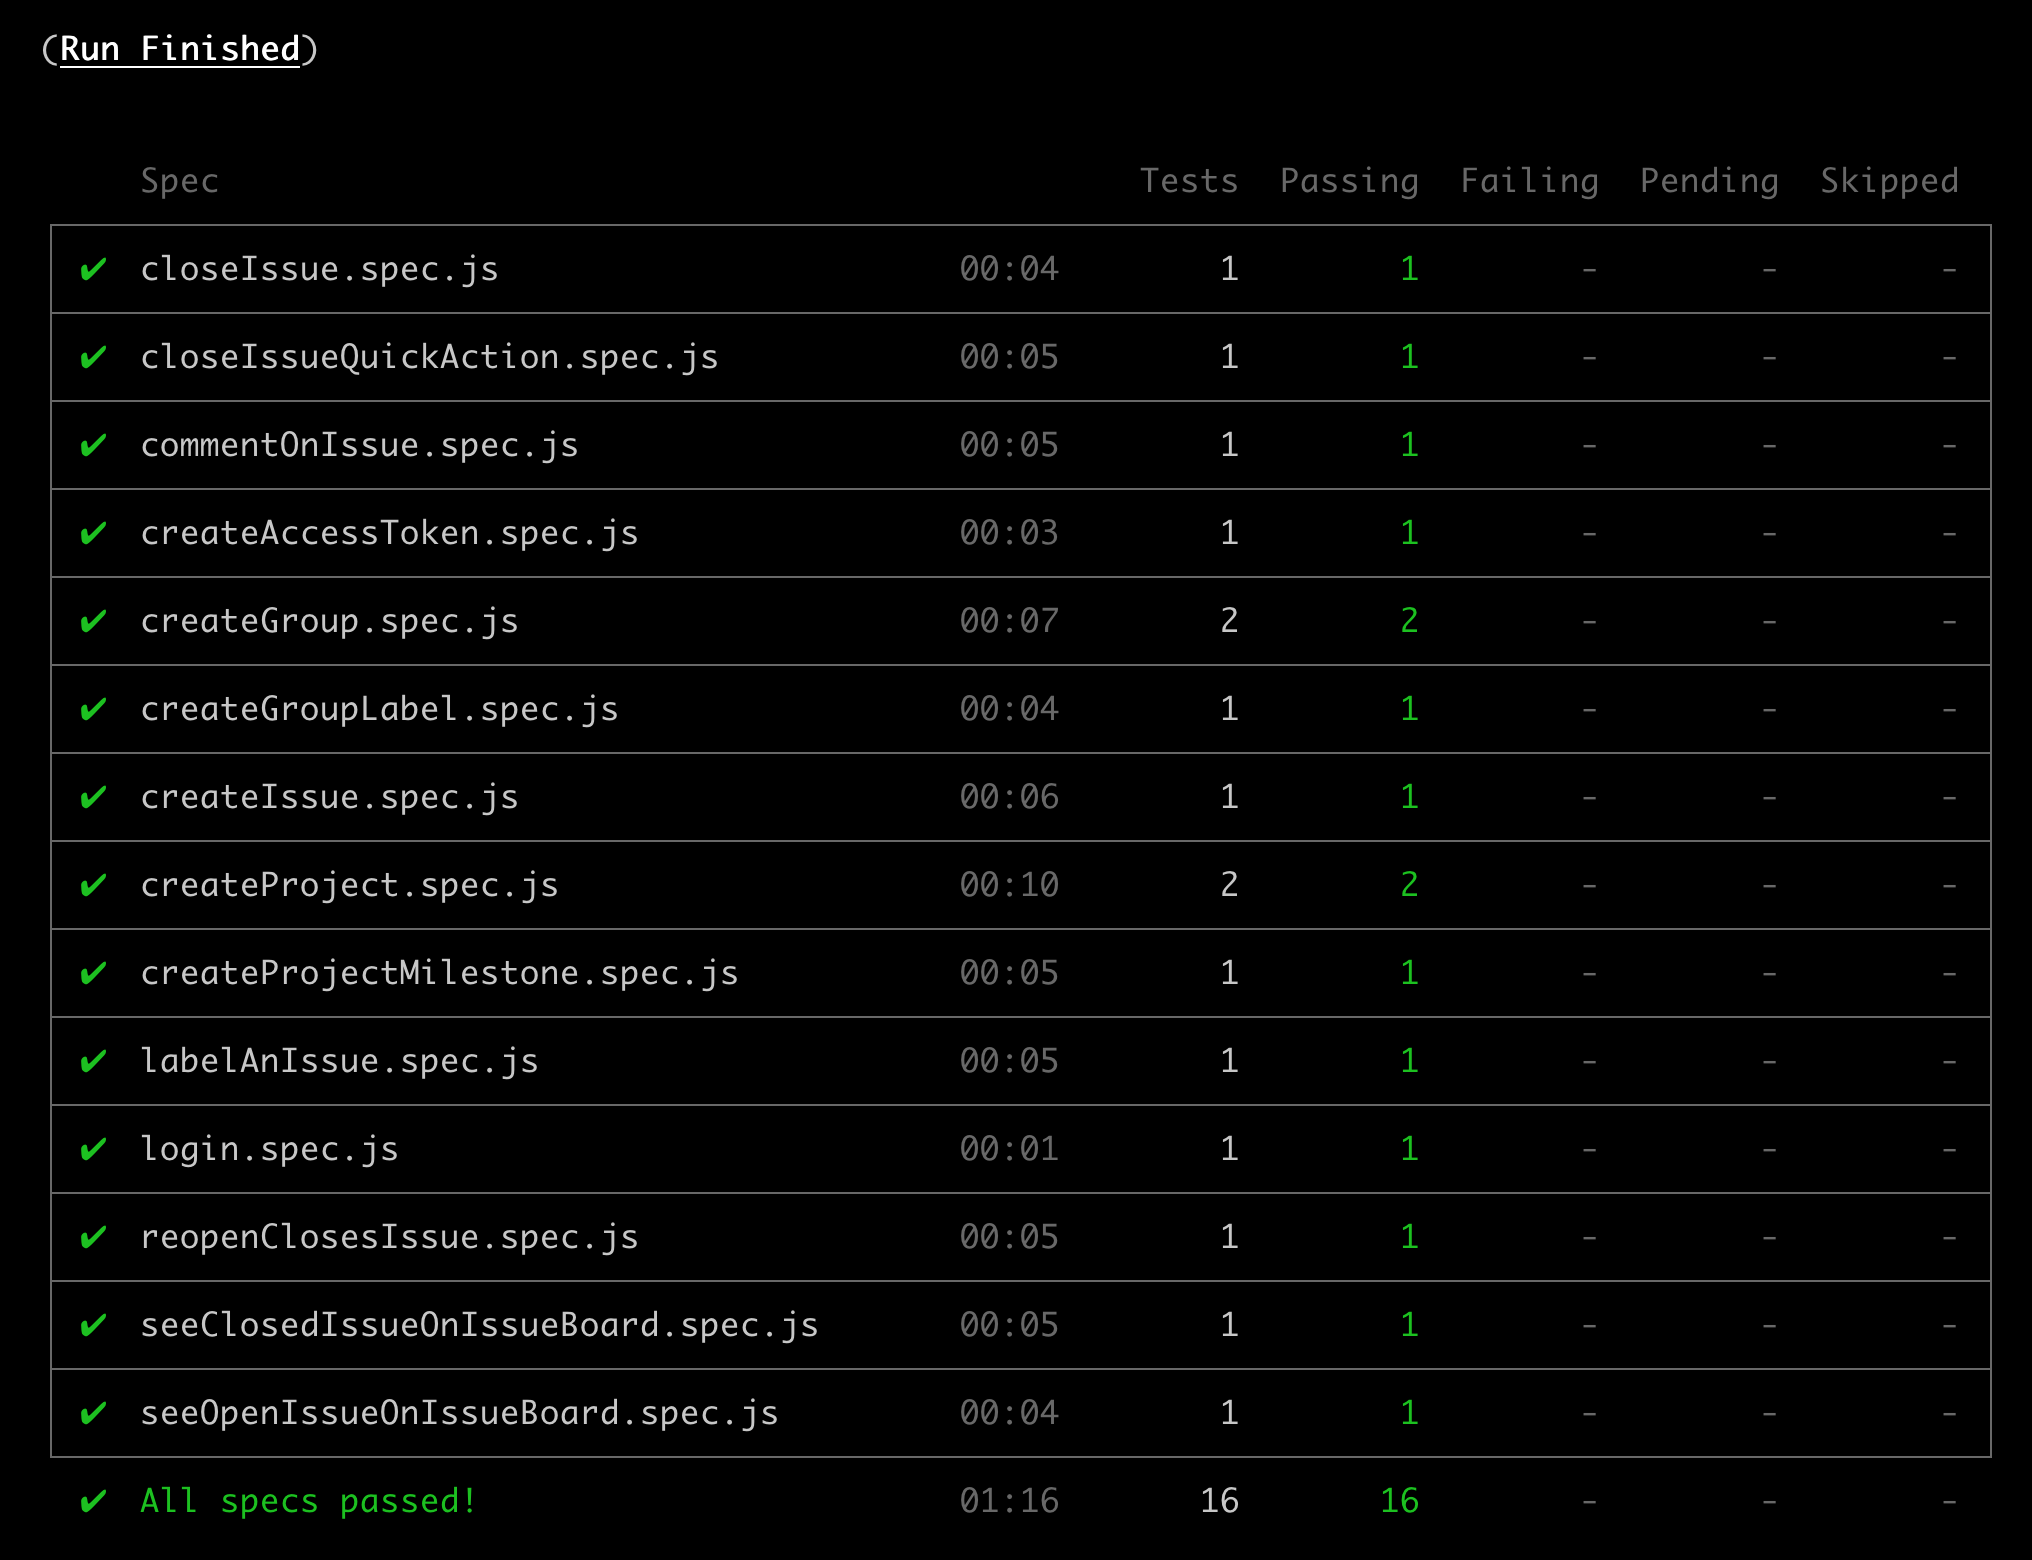 (Run Finished)
Spec Tests Passing Failing Pending Skipped
✔ closeIssue.spec.js 00:04 1 1 - - -
✔ closeIssueQuickAction.spec.js 00:05 1 1 - - -
✔ commentOnIssue.spec.js 00:05 1 1 - - -
✔ createAccessToken.spec.js 00:03 1 1 - - -
✔ createGroup.spec.js 00:07 2 2 - - -
✔ createGroupLabel.spec.js 00:04 1 1 - - -
✔ createIssue.spec.js 00:06 1 1 - - -
✔ createProject.spec.js 00:10 2 2 - - -
✔ createProjectMilestone.spec.js 00:05 1 1 - - -
✔ labelAnIssue.spec.js 00:05 1 1 - - -
✔ login.spec.js 00:01 1 1 - - -
✔ reopenClosesIssue.spec.js 00:05 1 1 - - -
✔ seeClosedIssueOnIssueBoard.spec.js 00:05 1 1 - - -
✔ seeOpenIssueOnIssueBoard.spec.js 00:04 1 1 - - -
✔ All specs passed! 01:16 16 16 - - -